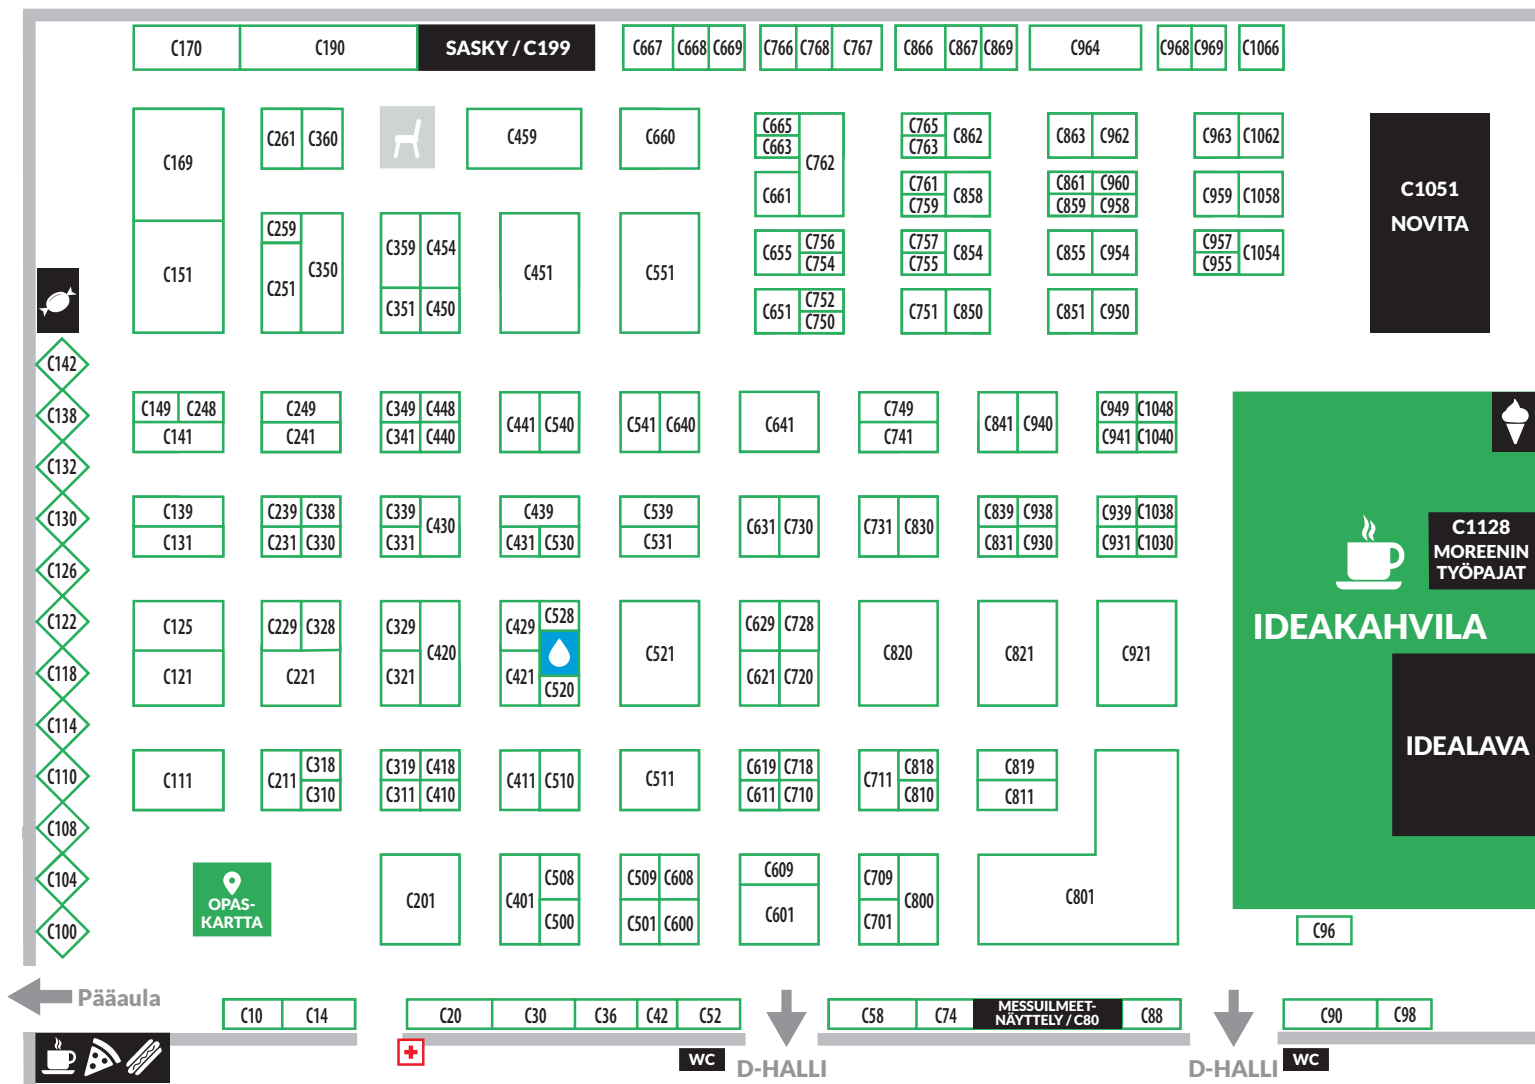 C170 C190 SASKY / C199 C667 C668 C669 C766 C768 C767 C866 C867 C869 C964 C968 C969 C1066
C169 C261 C360 C459 C660 C665 C663 C661 C762 C765 C763 C862 C863 C962 C963 C1062
C761 C759 C858 C861 C960 C859 C958 C959 C1058
C1051
NOVITA
C151 C259 C251 C350 C359 C454 C351 C450 C451 C551
C655 C756 C754 C757 C755 C854 C855 C954 C957 C955 C1054
C651 C752 C750 C751 C850 C851 C950
C142
C138
C132
C130
C126
C122
C118
C114
C110
C108
C104
C100
C149 C248 C249 C349 C448 C441 C540 C541 C640 C641 C749 C841 C940 C949 C1048
C141 C241 C341 C440 C741 C941 C1040
C139 C239 C338 C339 C430 C439 C539 C631 C730 C731 C830 C839 C938 C939 C1038
C131 C231 C330 C331 C431 C530 C531 C831 C930 C931 C1030
C1128
MOREENIN
TYÖPAJAT
IDEAKAHVILA
C125 C229 C328 C329 C420 C429 C528 C521 C629 C728 C820 C821 C921
C121 C221 C321 C421 C520 C621 C720
IDEALAVA
C111 C211 C318 C319 C418 C411 C510 C511 C619 C718 C711 C818 C819
C310 C311 C410 C611 C710 C810 C811
OPAS-
KARTTA
C201 C401 C508 C509 C608 C609 C709 C800 C801
C500 C501 C600 C601 C701
C96
Pääaula
C10 C14 C20 C30 C36 C42 C52 C58 C74
MESSUILMEET-
NÄYTTELY / C80
C88 C90 C98
WC D-HALLI D-HALLI WC